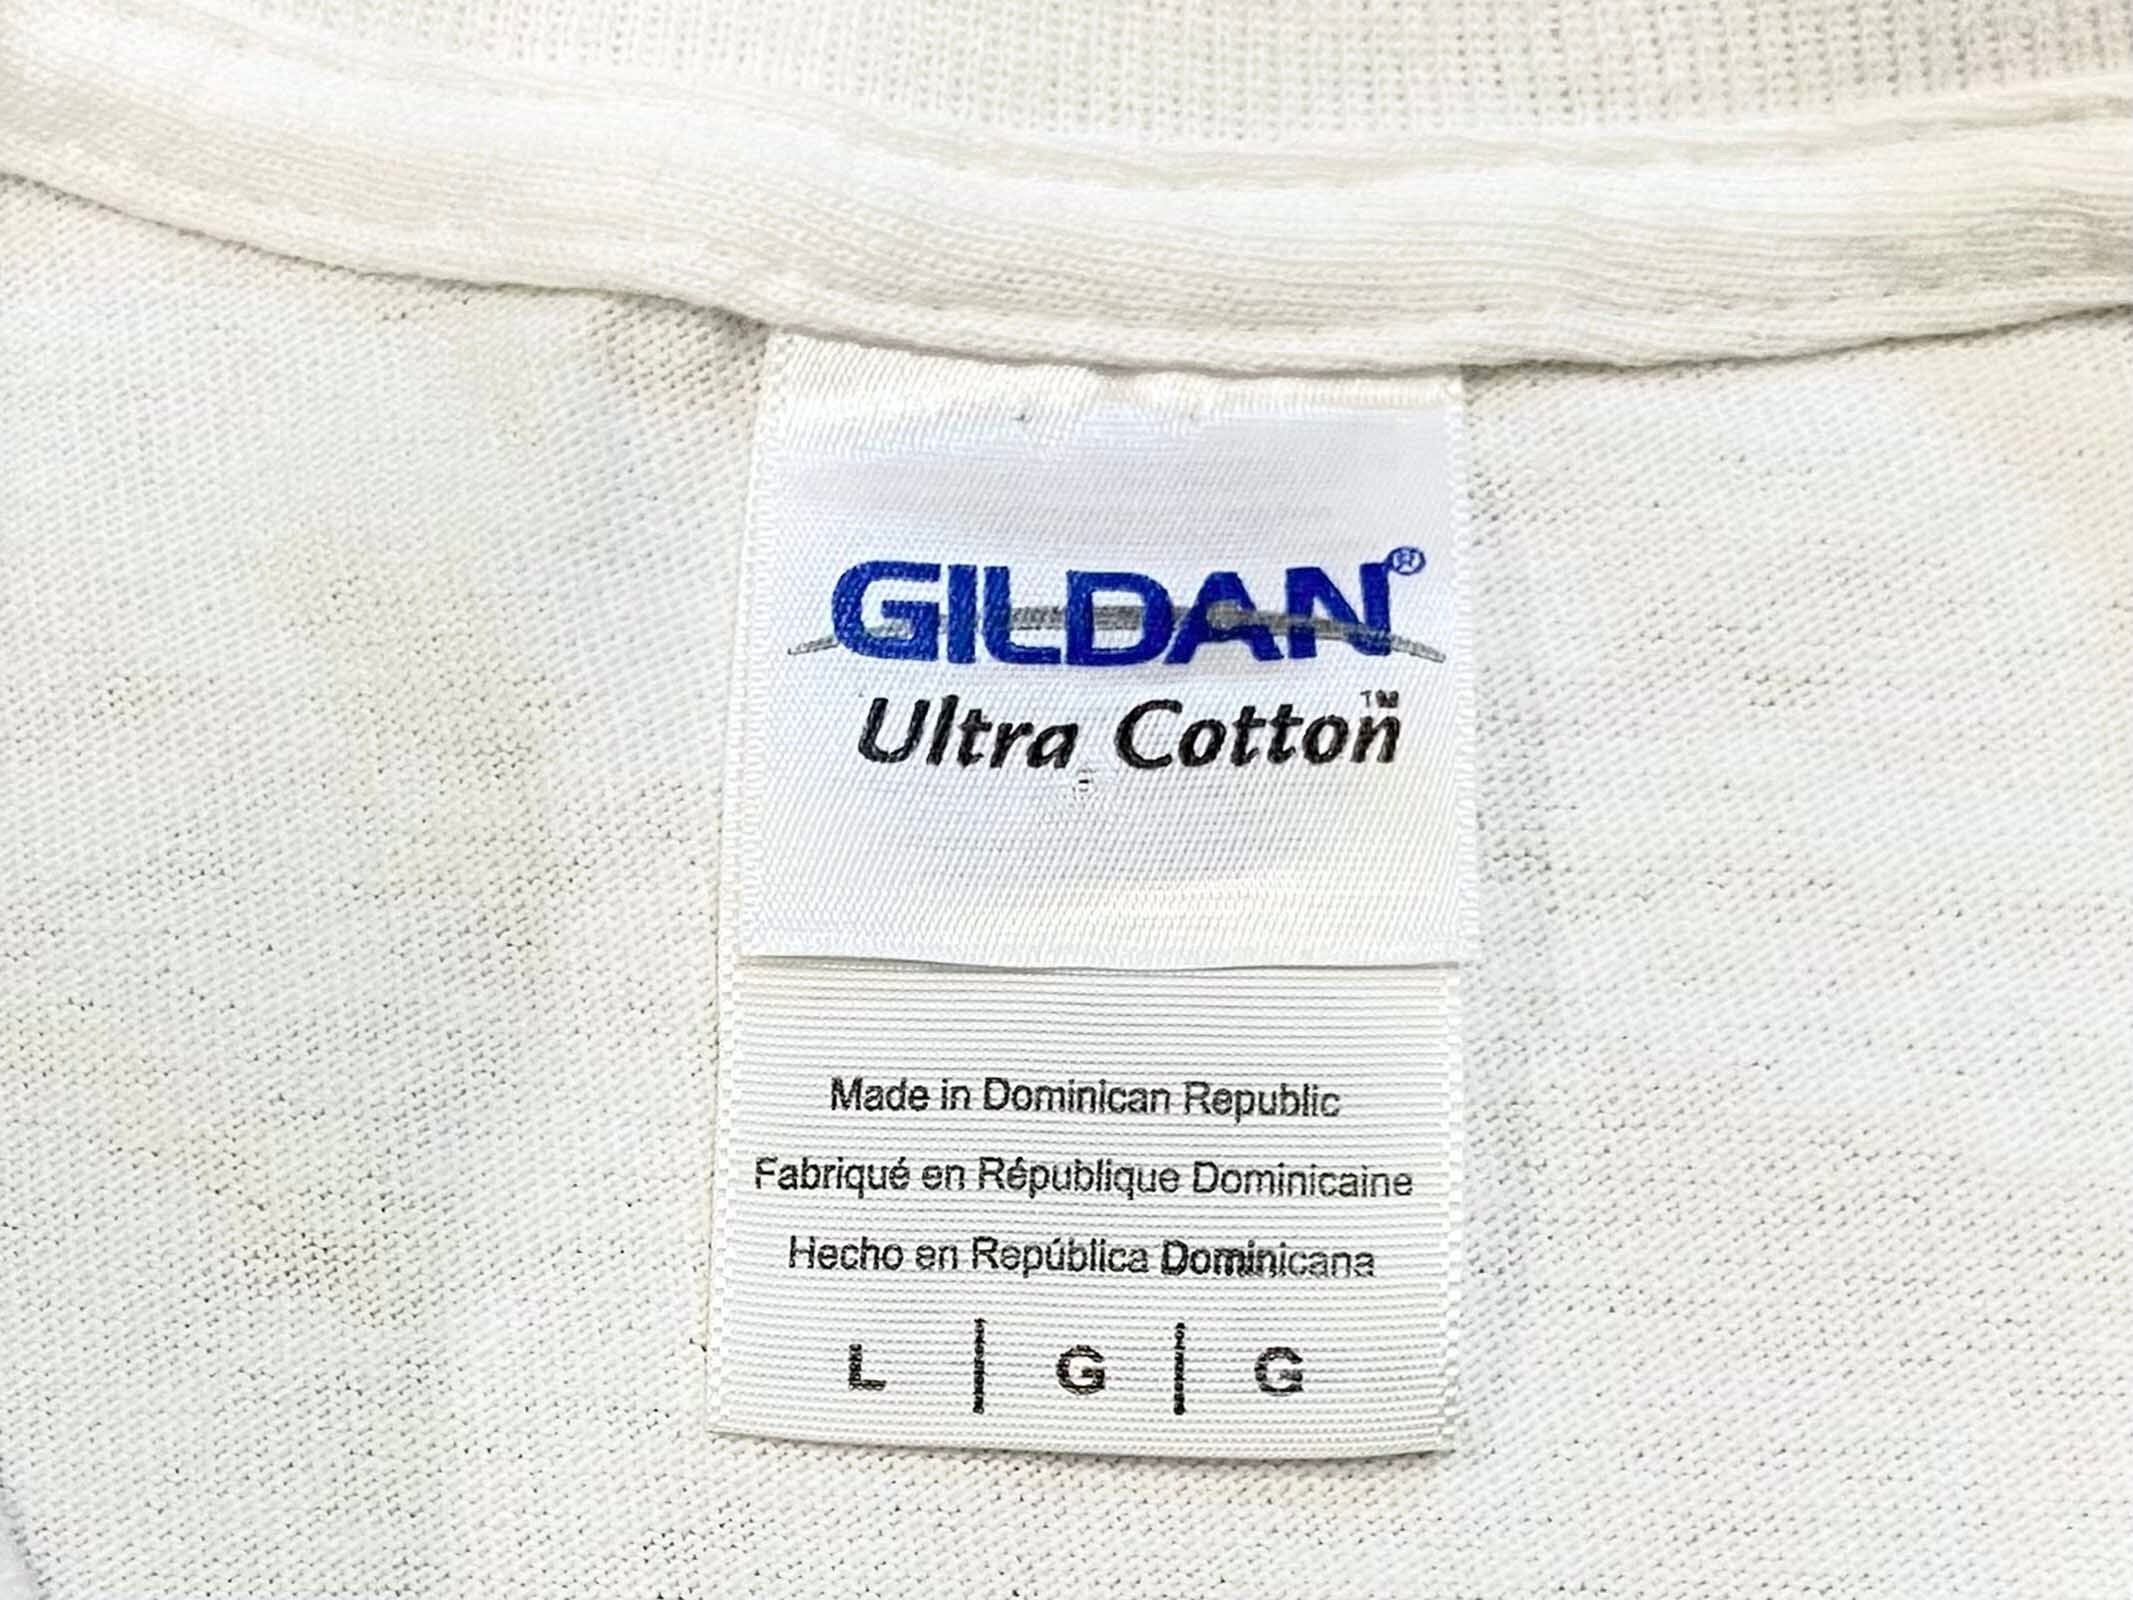 GILDAN®
Ultra Cotton™
Made in Dominican Republic
Fabriqué en République Dominicaine
Hecho en República Dominicana
L | G | G